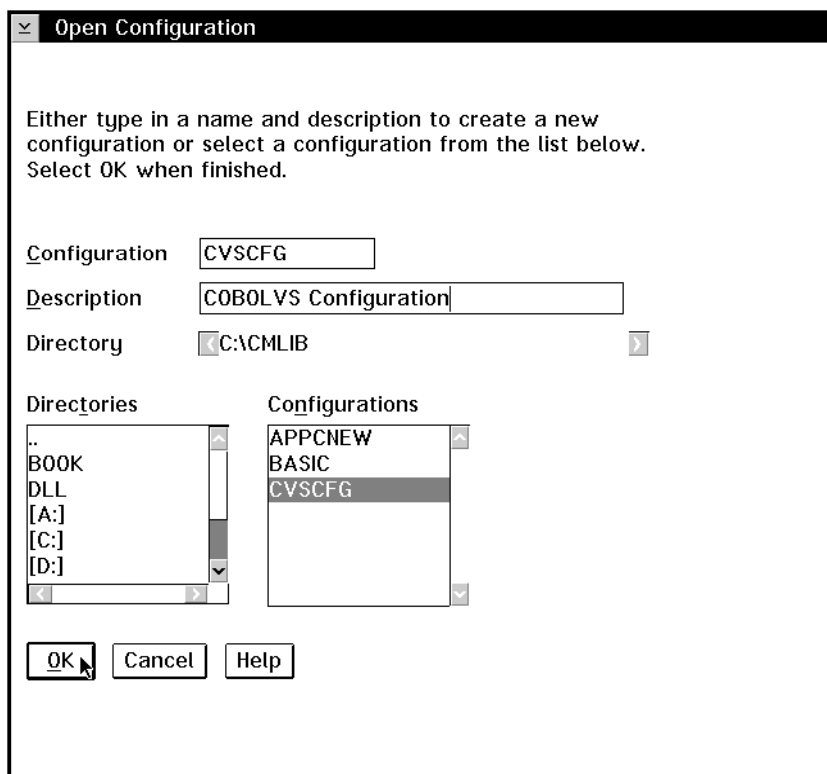 Open Configuration
Either type in a name and description to create a new
configuration or select a configuration from the list below.
Select OK when finished.
Configuration CVSCFG
Description COBOLVS Configuration
Directory C:\CMLIB
Directories
..
BOOK
DLL
[A:]
[C:]
[D:]
Configurations
APPCNEW
BASIC
CVSCFG
OK Cancel Help